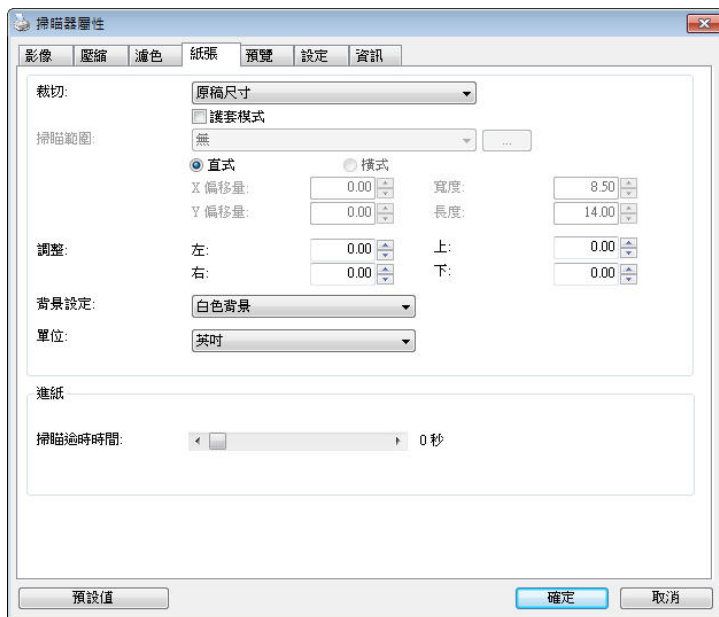 掃瞄器屬性
影像 壓縮 濾色 紙張 預覽 設定 資訊
裁切: 原稿尺寸
護套模式
掃瞄範圍: 無 ...
直式 橫式
X 偏移量: 0.00 寬度: 8.50
Y 偏移量: 0.00 長度: 14.00
調整: 左: 0.00 上: 0.00
右: 0.00 下: 0.00
背景設定: 白色背景
單位: 英吋
進紙
掃瞄逾時時間: 0 秒
預設值 確定 取消